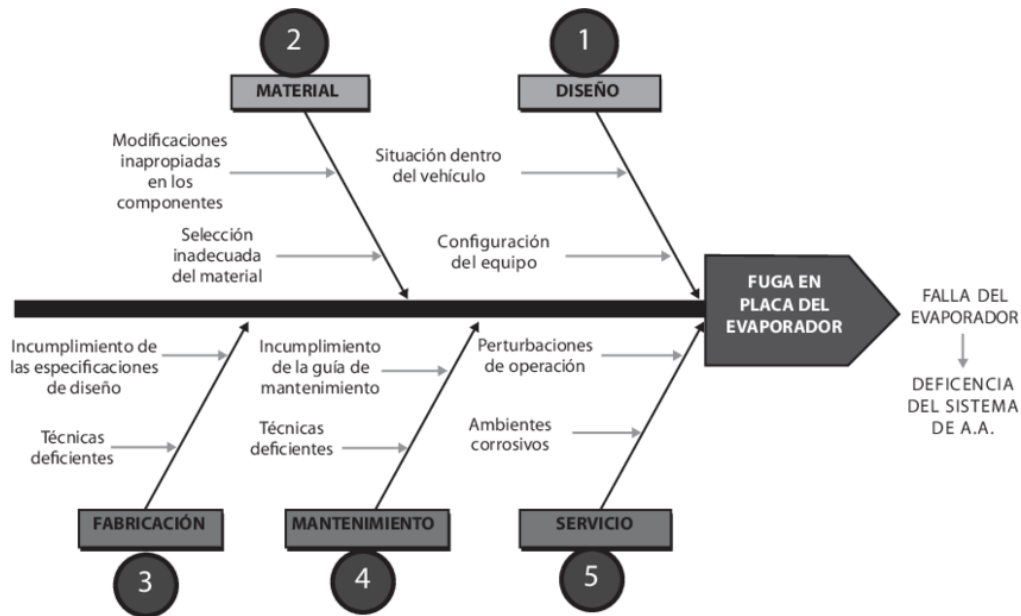 2
1
MATERIAL
DISEÑO
Modificaciones
inapropiadas
en los
componentes
Situación dentro
del vehículo
Selección
inadecuada
del material
Configuración
del equipo
FUGA EN
PLACA DEL
EVAPORADOR
FALLA DEL
EVAPORADOR
DEFICENCIA
DEL SISTEMA
DE A.A.
Incumplimiento de
las especificaciones
de diseño
Incumplimiento
de la guía de
mantenimiento
Perturbaciones
de operación
Técnicas
deficientes
Técnicas
deficientes
Ambientes
corrosivos
FABRICACIÓN
MANTENIMIENTO
SERVICIO
3
4
5